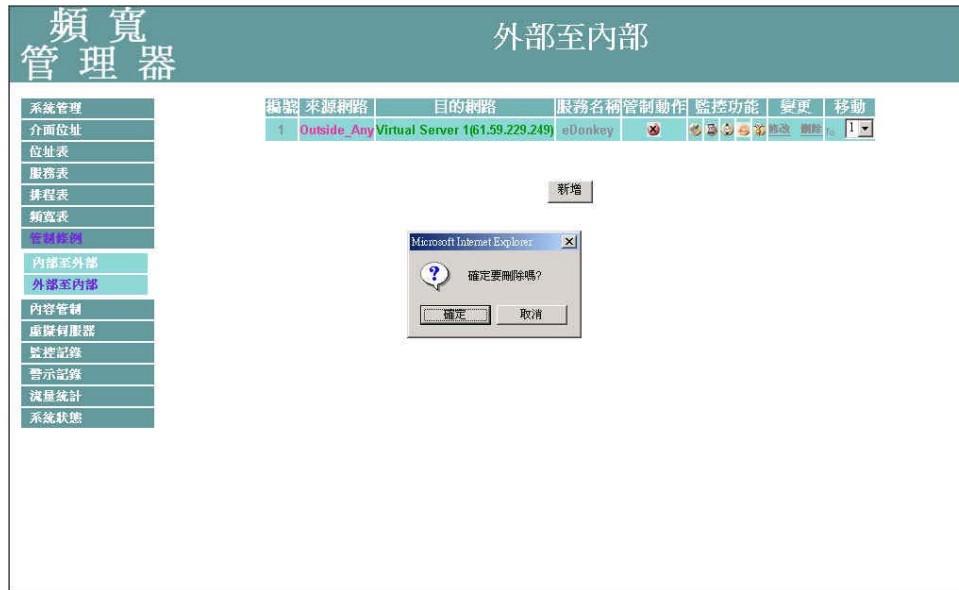 頻寬
管理器
外部至內部
系統管理
介面位址
位址表
服務表
排程表
頻寬表
管制條例
內部至外部
外部至內部
內容管制
虛擬伺服器
監控記錄
警示記錄
流量統計
系統狀態
編號 來源網路 目的網路 服務名稱 管制動作 監控功能 變更 移動
1 Outside_Any Virtual Server 1(61.59.229.249) eDonkey 修改 刪除 To 1
新增
Microsoft Internet Explorer
確定要刪除嗎?
確定 取消